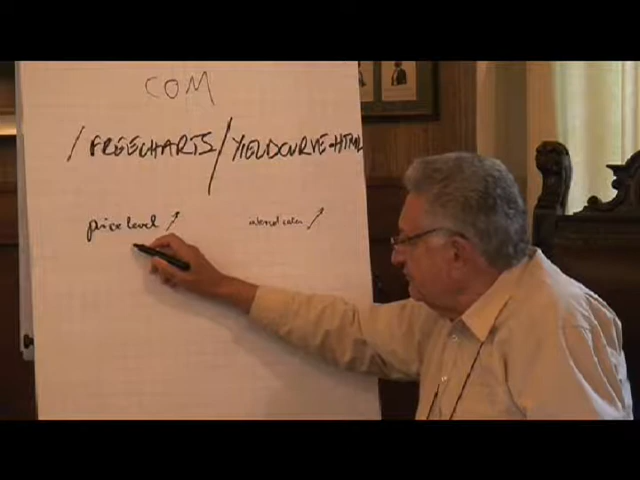 COM
/FREECHARTS/YIELDCURVE.HTML
price level ↗ interest rates ↗